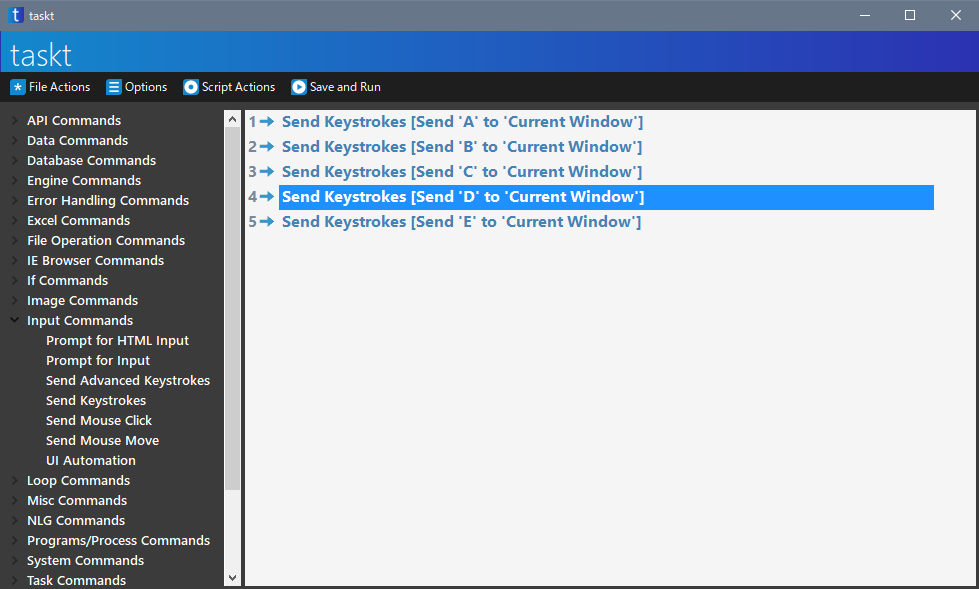 taskt
taskt
File Actions Options Script Actions Save and Run
API Commands
Data Commands
Database Commands
Engine Commands
Error Handling Commands
Excel Commands
File Operation Commands
IE Browser Commands
If Commands
Image Commands
Input Commands
Prompt for HTML Input
Prompt for Input
Send Advanced Keystrokes
Send Keystrokes
Send Mouse Click
Send Mouse Move
UI Automation
Loop Commands
Misc Commands
NLG Commands
Programs/Process Commands
System Commands
Task Commands
1 Send Keystrokes [Send 'A' to 'Current Window']
2 Send Keystrokes [Send 'B' to 'Current Window']
3 Send Keystrokes [Send 'C' to 'Current Window']
4 Send Keystrokes [Send 'D' to 'Current Window']
5 Send Keystrokes [Send 'E' to 'Current Window']